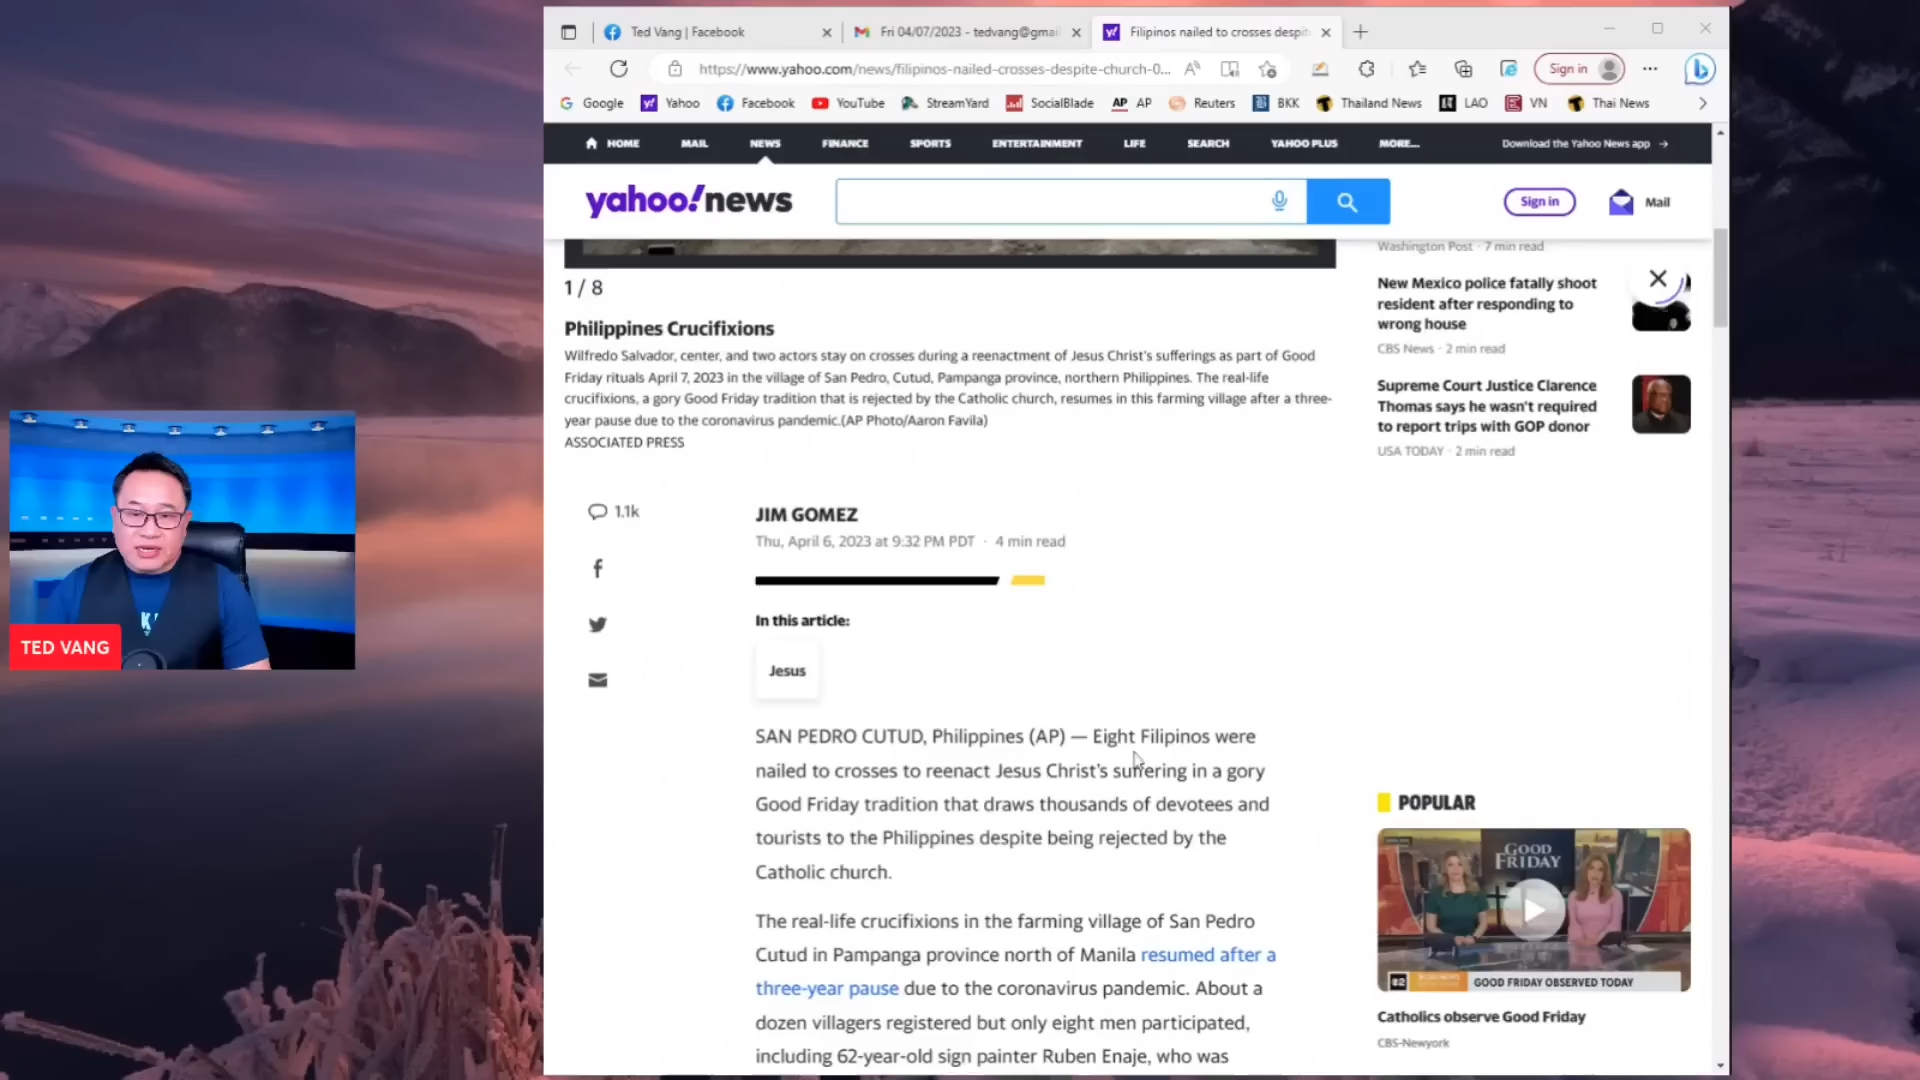 Ted Vang | Facebook
Fri 04/07/2023 - tedvang@gmai
Filipinos nailed to crosses despit
https://www.yahoo.com/news/filipinos-nailed-crosses-despite-church-0...
Sign in
Google Yahoo Facebook YouTube StreamYard SocialBlade AP AP Reuters BKK Thailand News LAO VN Thai News
HOME MAIL NEWS FINANCE SPORTS ENTERTAINMENT LIFE SEARCH YAHOO PLUS MORE... Download the Yahoo News app →
yahoo!news
Sign in
Mail
1 / 8
Philippines Crucifixions
Wilfredo Salvador, center, and two actors stay on crosses during a reenactment of Jesus Christ's sufferings as part of Good
Friday rituals April 7, 2023 in the village of San Pedro, Cutud, Pampanga province, northern Philippines. The real-life
crucifixions, a gory Good Friday tradition that is rejected by the Catholic church, resumes in this farming village after a three-
year pause due to the coronavirus pandemic.(AP Photo/Aaron Favila)
ASSOCIATED PRESS
1.1k
JIM GOMEZ
Thu, April 6, 2023 at 9:32 PM PDT · 4 min read
In this article:
Jesus
SAN PEDRO CUTUD, Philippines (AP) — Eight Filipinos were
nailed to crosses to reenact Jesus Christ's suffering in a gory
Good Friday tradition that draws thousands of devotees and
tourists to the Philippines despite being rejected by the
Catholic church.
The real-life crucifixions in the farming village of San Pedro
Cutud in Pampanga province north of Manila resumed after a
three-year pause due to the coronavirus pandemic. About a
dozen villagers registered but only eight men participated,
including 62-year-old sign painter Ruben Enaje, who was
Washington Post · 7 min read
New Mexico police fatally shoot
resident after responding to
wrong house
CBS News · 2 min read
Supreme Court Justice Clarence
Thomas says he wasn't required
to report trips with GOP donor
USA TODAY · 2 min read
POPULAR
GOOD
FRIDAY
GOOD FRIDAY OBSERVED TODAY
Catholics observe Good Friday
CBS-Newyork
TED VANG